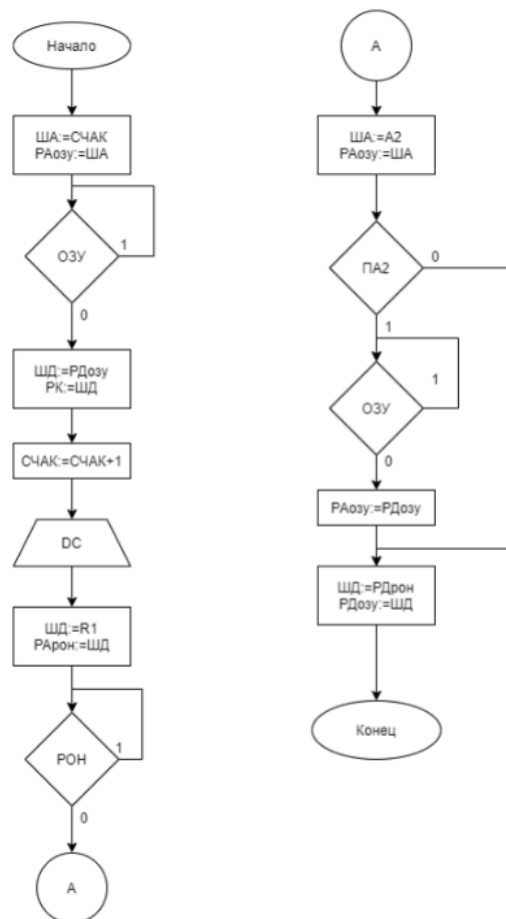 Начало
ША:=СЧАК
РАозу:=ША
ОЗУ
1
0
ШД:=РДозу
РК:=ШД
СЧАК:=СЧАК+1
DC
ШД:=R1
РАрон:=ШД
РОН
1
0
А
А
ША:=А2
РАозу:=ША
ПА2
0
1
ОЗУ
1
0
РАозу:=РДозу
ШД:=РДрон
РДозу:=ШД
Конец